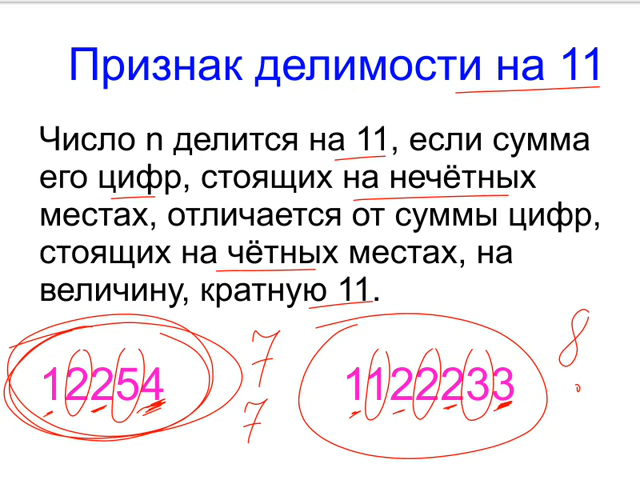 Признак делимости на 11
Число n делится на 11, если сумма
его цифр, стоящих на нечётных
местах, отличается от суммы цифр,
стоящих на чётных местах, на
величину, кратную 11.
12254 7 1122233 8
7